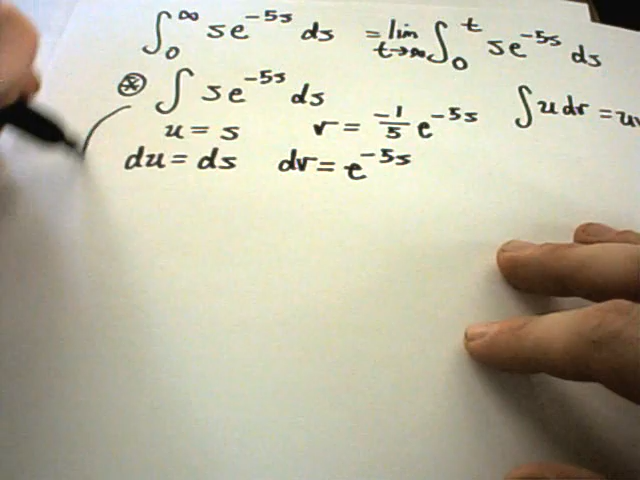 ∫₀^∞ se^{-5s} ds = lim_{t→∞} ∫₀^t se^{-5s} ds
⊛ ∫ se^{-5s} ds
u = s v = -1/5 e^{-5s} ∫ u dv = uv
du = ds dv = e^{-5s}